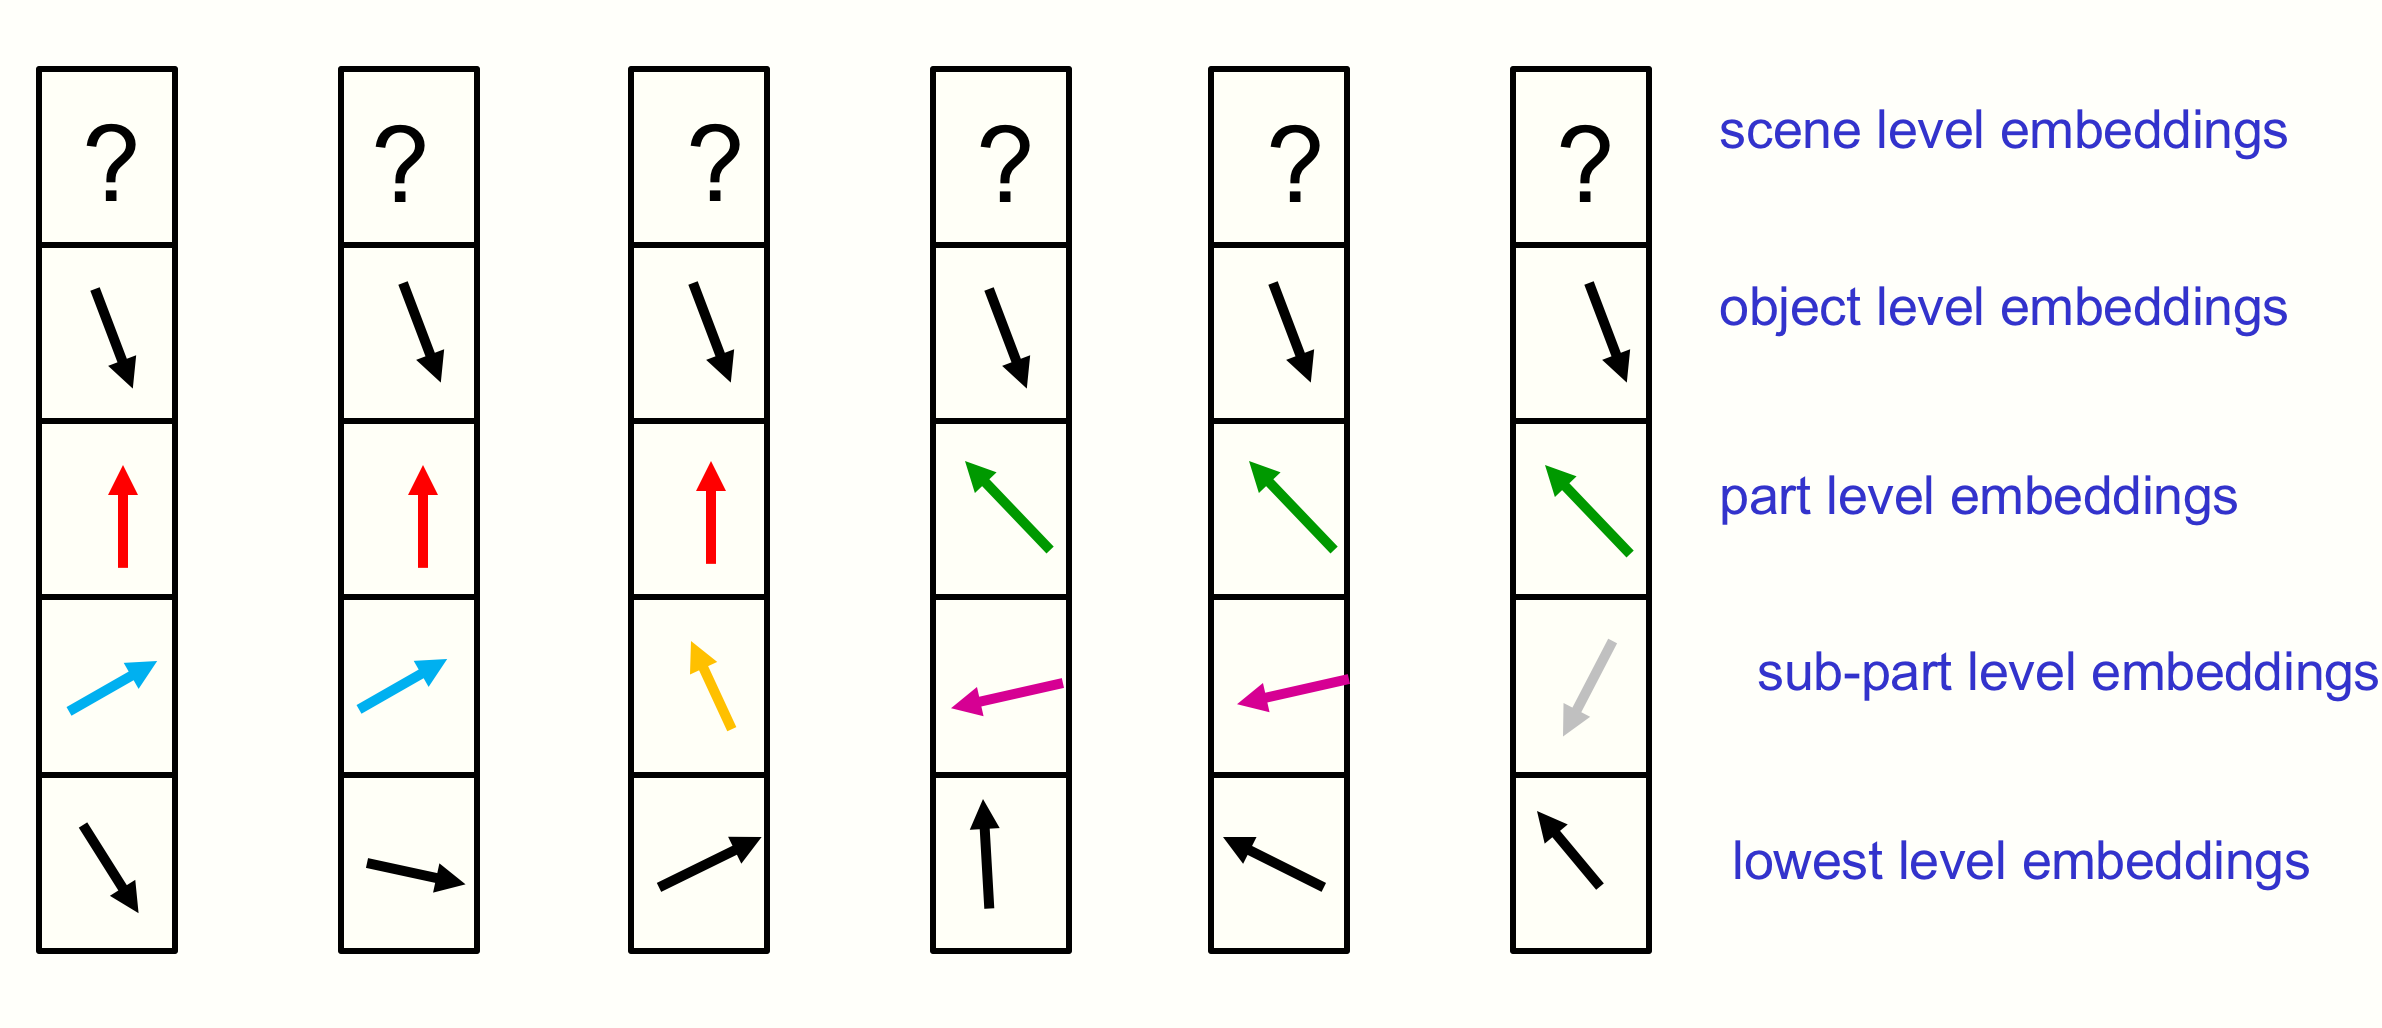 ? ? ? ? ? ?
scene level embeddings
object level embeddings
part level embeddings
sub-part level embeddings
lowest level embeddings